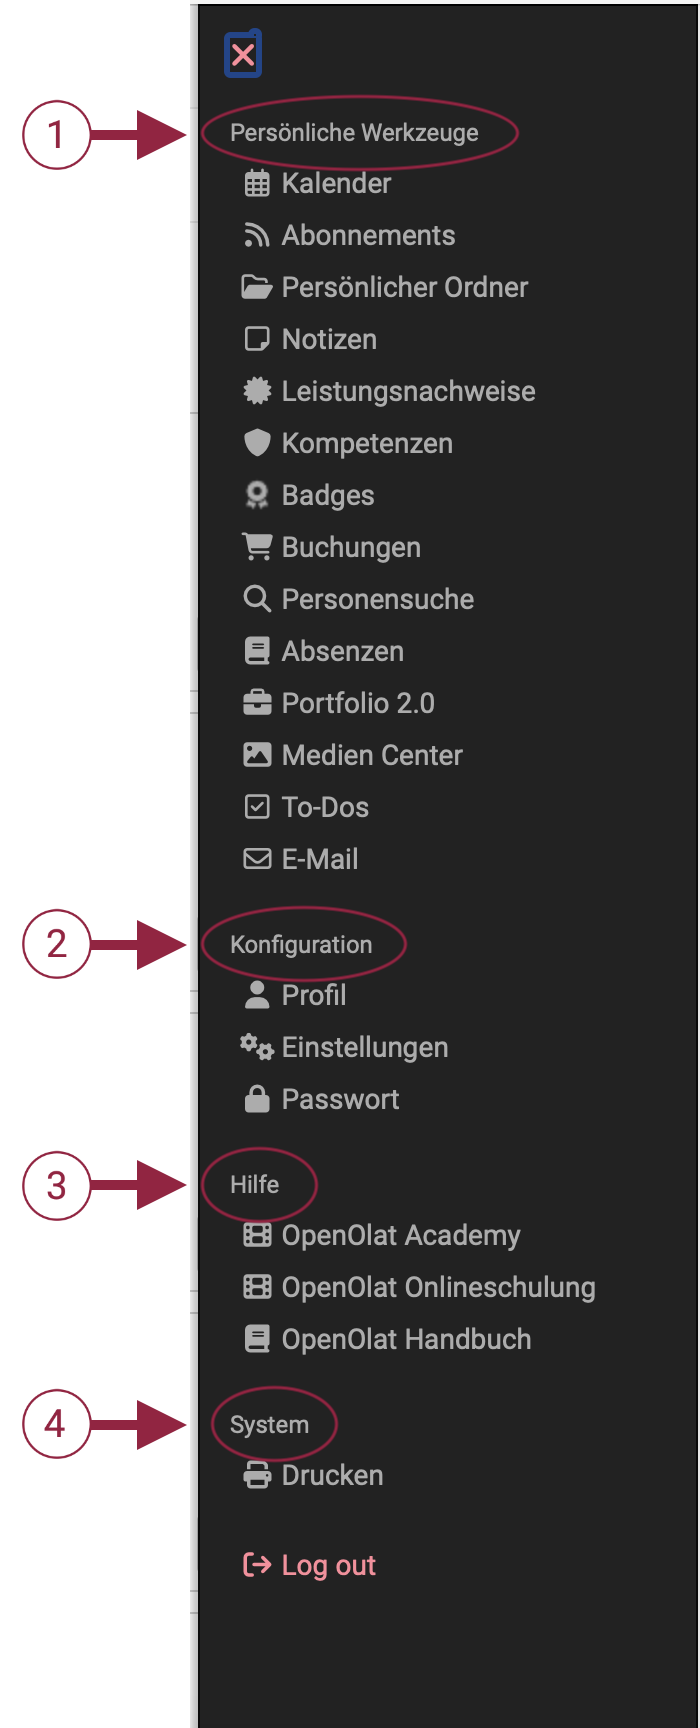 1
Persönliche Werkzeuge
Kalender
Abonnements
Persönlicher Ordner
Notizen
Leistungsnachweise
Kompetenzen
Badges
Buchungen
Personensuche
Absenzen
Portfolio 2.0
Medien Center
To-Dos
E-Mail
2
Konfiguration
Profil
Einstellungen
Passwort
3
Hilfe
OpenOlat Academy
OpenOlat Onlineschulung
OpenOlat Handbuch
4
System
Drucken
Log out